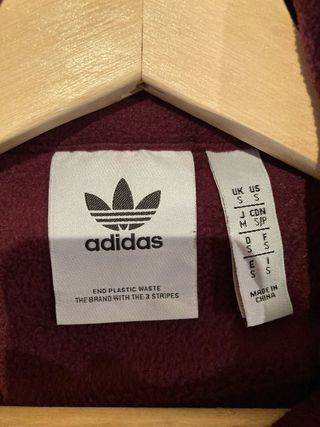 adidas
END PLASTIC WASTE
THE BRAND WITH THE 3 STRIPES
UK US
S S
J CDN
M S/P
D F
S S
E I
S S
MADE IN
CHINA